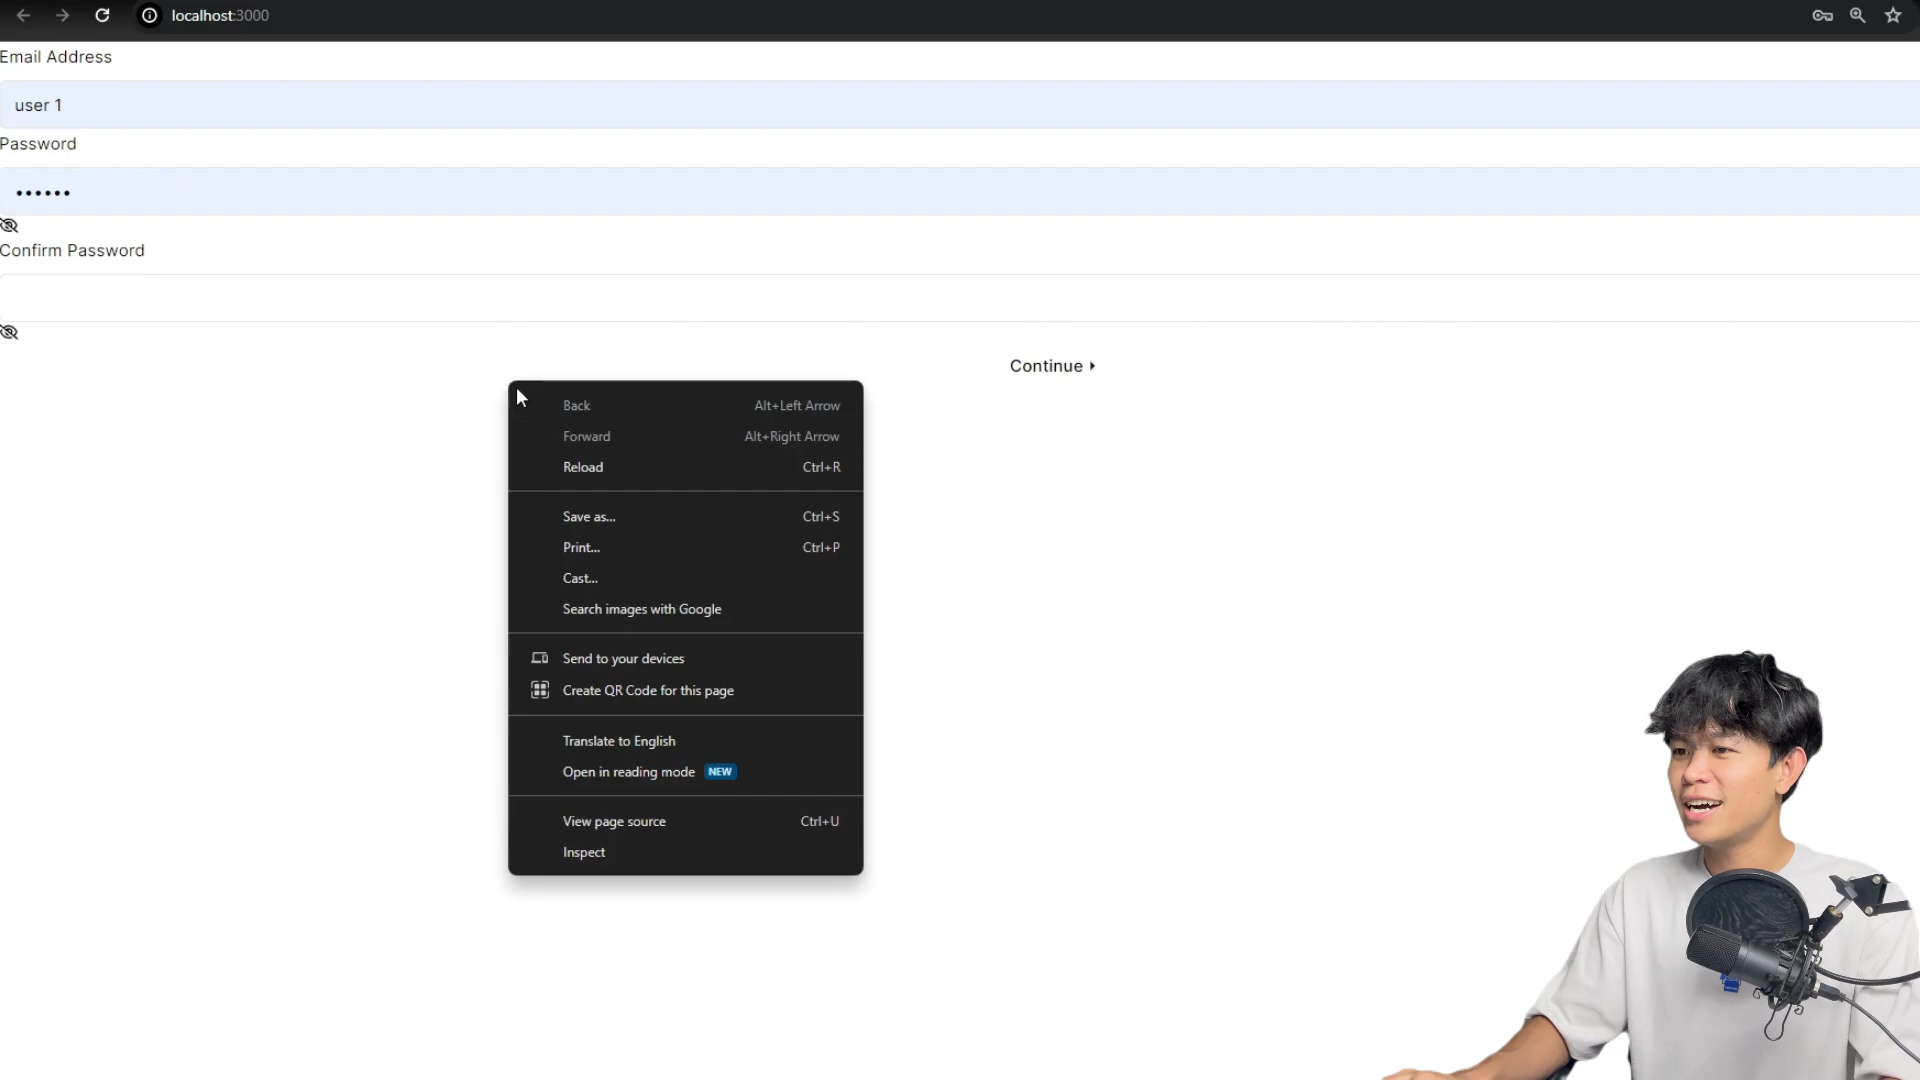 localhost:3000
Email Address
user 1
Password
••••••
Confirm Password
Continue
Back Alt+Left Arrow
Forward Alt+Right Arrow
Reload Ctrl+R
Save as... Ctrl+S
Print... Ctrl+P
Cast...
Search images with Google
Send to your devices
Create QR Code for this page
Translate to English
Open in reading mode NEW
View page source Ctrl+U
Inspect